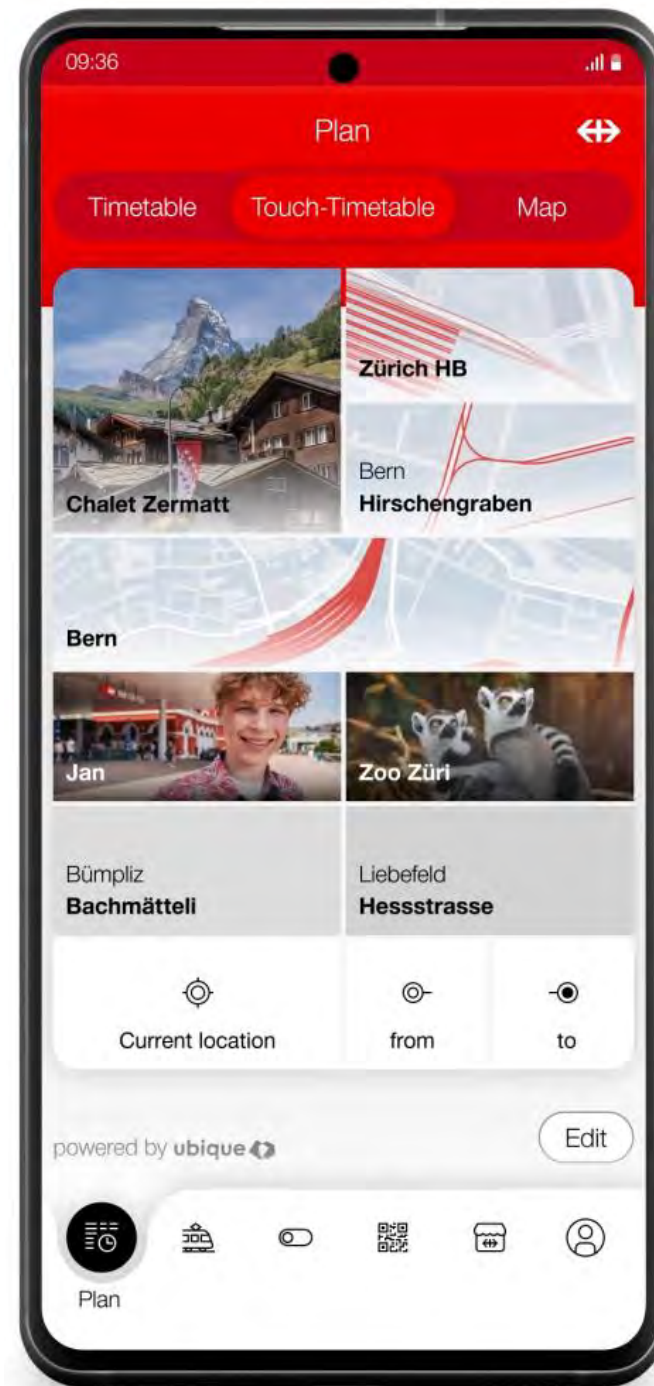 09:36
Plan
Timetable
Touch-Timetable
Map
Chalet Zermatt
Zürich HB
Bern
Hirschengraben
Bern
Jan
Zoo Züri
Bümpliz
Bachmätteli
Liebefeld
Hessstrasse
Current location
from
to
powered by ubique
Edit
Plan